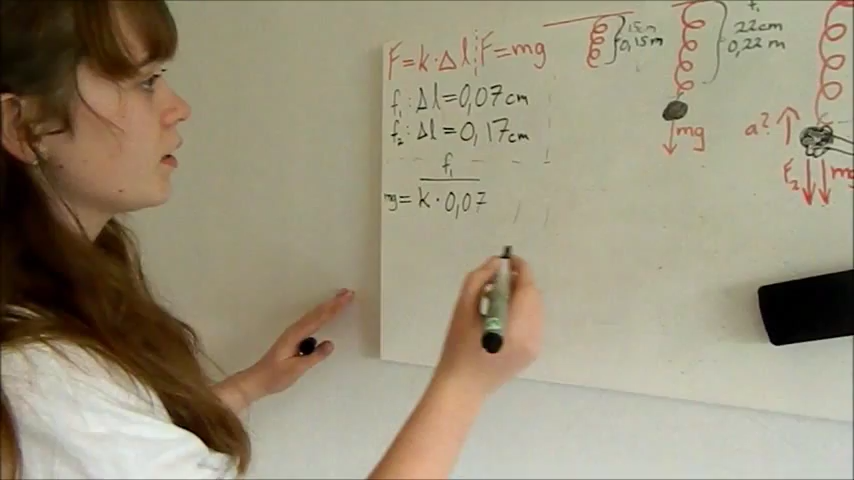 F=k·Δl¦F=mg
f₁:Δl=0,07cm
f₂:Δl=0,17cm
f₁
mg=k·0,07
15cm
0,15m
f₁
22cm
0,22m
mg
a?
F₂
mg